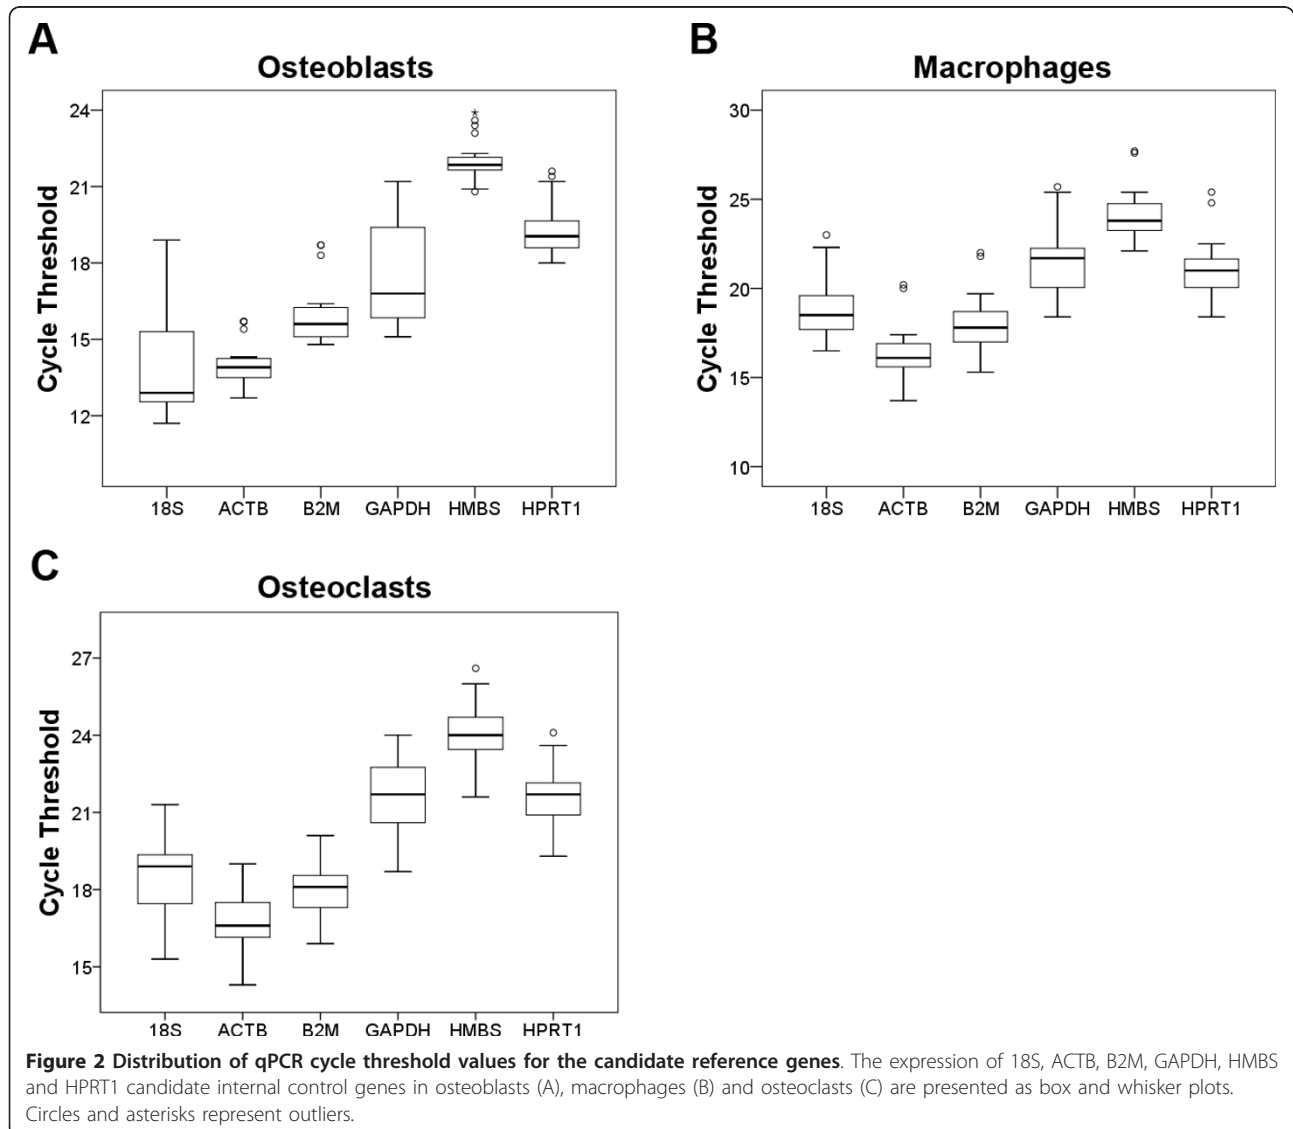 A
Osteoblasts
Cycle Threshold
24
21
18
15
12
*
18S ACTB B2M GAPDH HMBS HPRT1
B
Macrophages
Cycle Threshold
30
25
20
15
10
18S ACTB B2M GAPDH HMBS HPRT1
C
Osteoclasts
Cycle Threshold
27
24
21
18
15
18S ACTB B2M GAPDH HMBS HPRT1
Figure 2 Distribution of qPCR cycle threshold values for the candidate reference genes. The expression of 18S, ACTB, B2M, GAPDH, HMBS
and HPRT1 candidate internal control genes in osteoblasts (A), macrophages (B) and osteoclasts (C) are presented as box and whisker plots.
Circles and asterisks represent outliers.